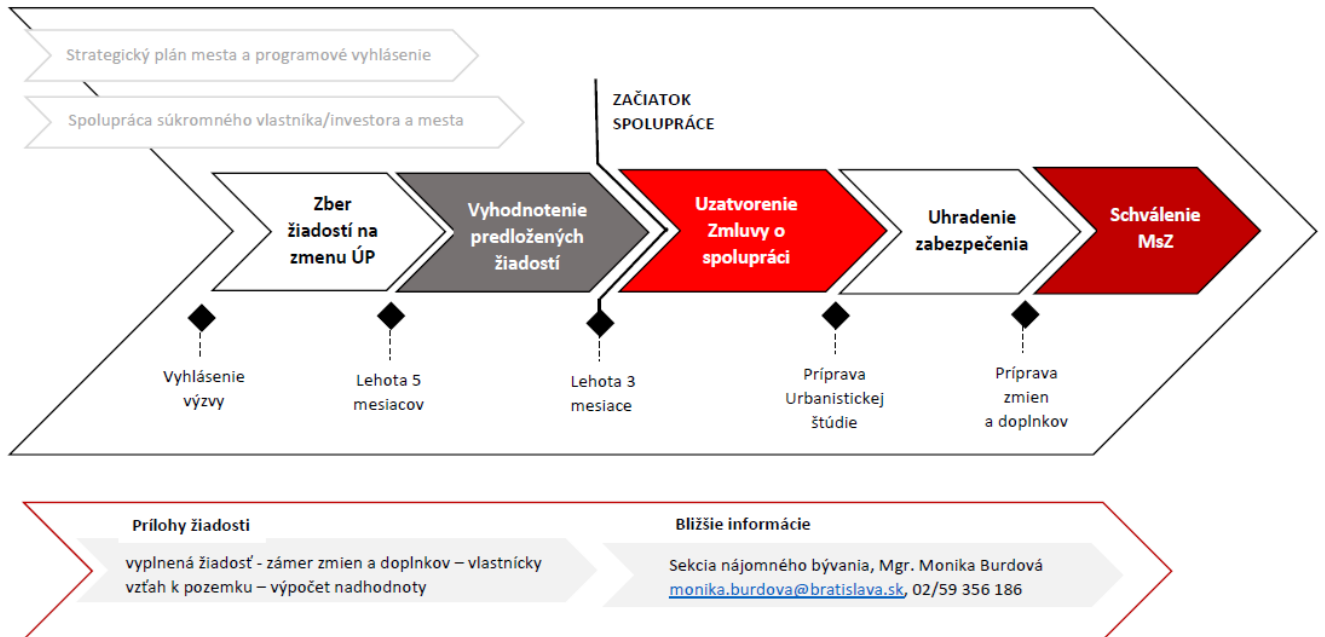 Strategický plán mesta a programové vyhlásenie
Spolupráca súkromného vlastníka/investora a mesta
ZAČIATOK
SPOLUPRÁCE
Zber
žiadostí na
zmenu ÚP
Vyhodnotenie
predložených
žiadostí
Uzatvorenie
Zmluvy o
spolupráci
Uhradenie
zabezpečenia
Schválenie
MsZ
Vyhlásenie
výzvy
Lehota 5
mesiacov
Lehota 3
mesiace
Príprava
Urbanistickej
štúdie
Príprava
zmien
a doplnkov
Prílohy žiadosti
vyplnená žiadosť - zámer zmien a doplnkov – vlastnícky
vzťah k pozemku – výpočet nadhodnoty
Bližšie informácie
Sekcia nájomného bývania, Mgr. Monika Burdová
monika.burdova@bratislava.sk, 02/59 356 186